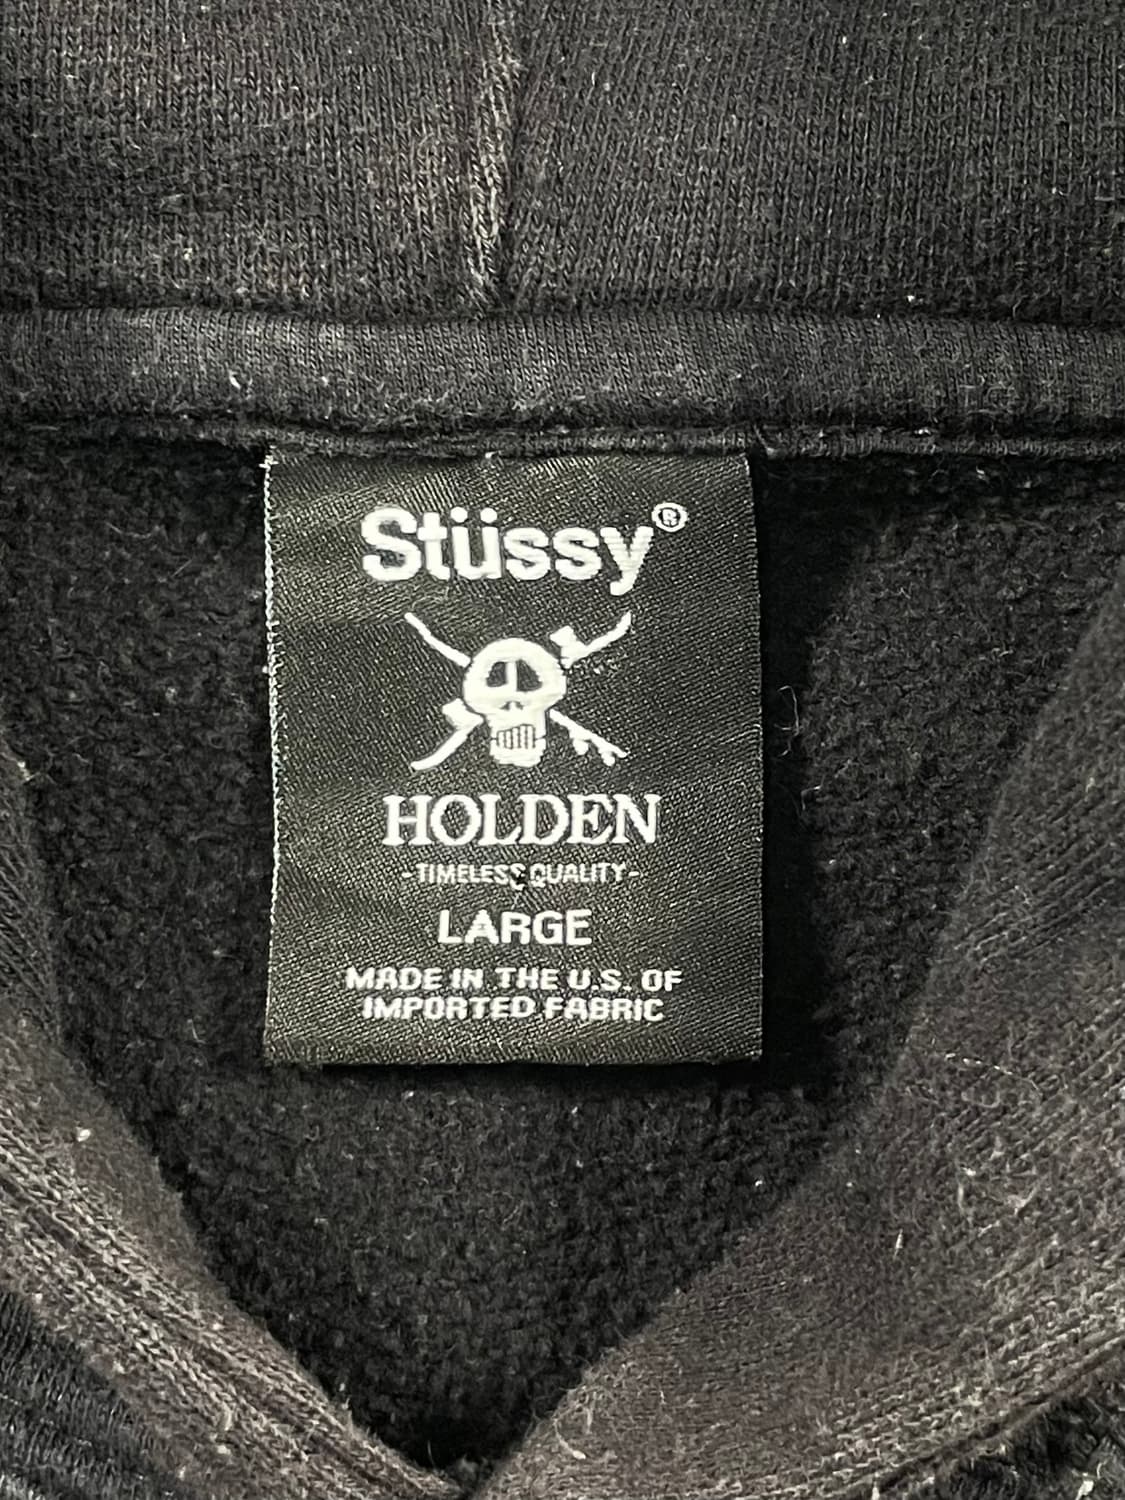 Stüssy®
HOLDEN
-TIMELESS QUALITY-
LARGE
MADE IN THE U.S. OF
IMPORTED FABRIC